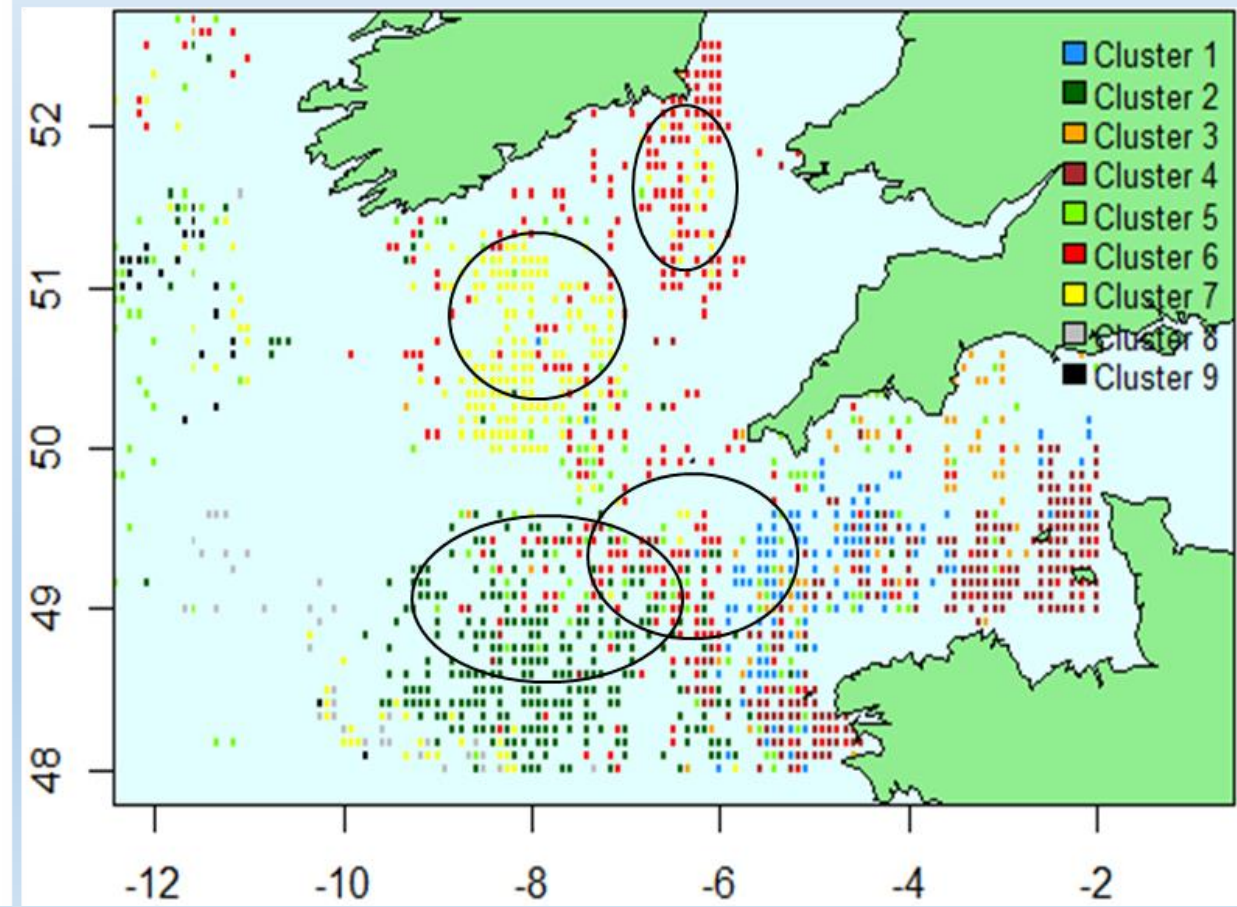 Cluster 1
Cluster 2
Cluster 3
Cluster 4
Cluster 5
Cluster 6
Cluster 7
Cluster 8
Cluster 9
52
51
50
49
48
-12 -10 -8 -6 -4 -2